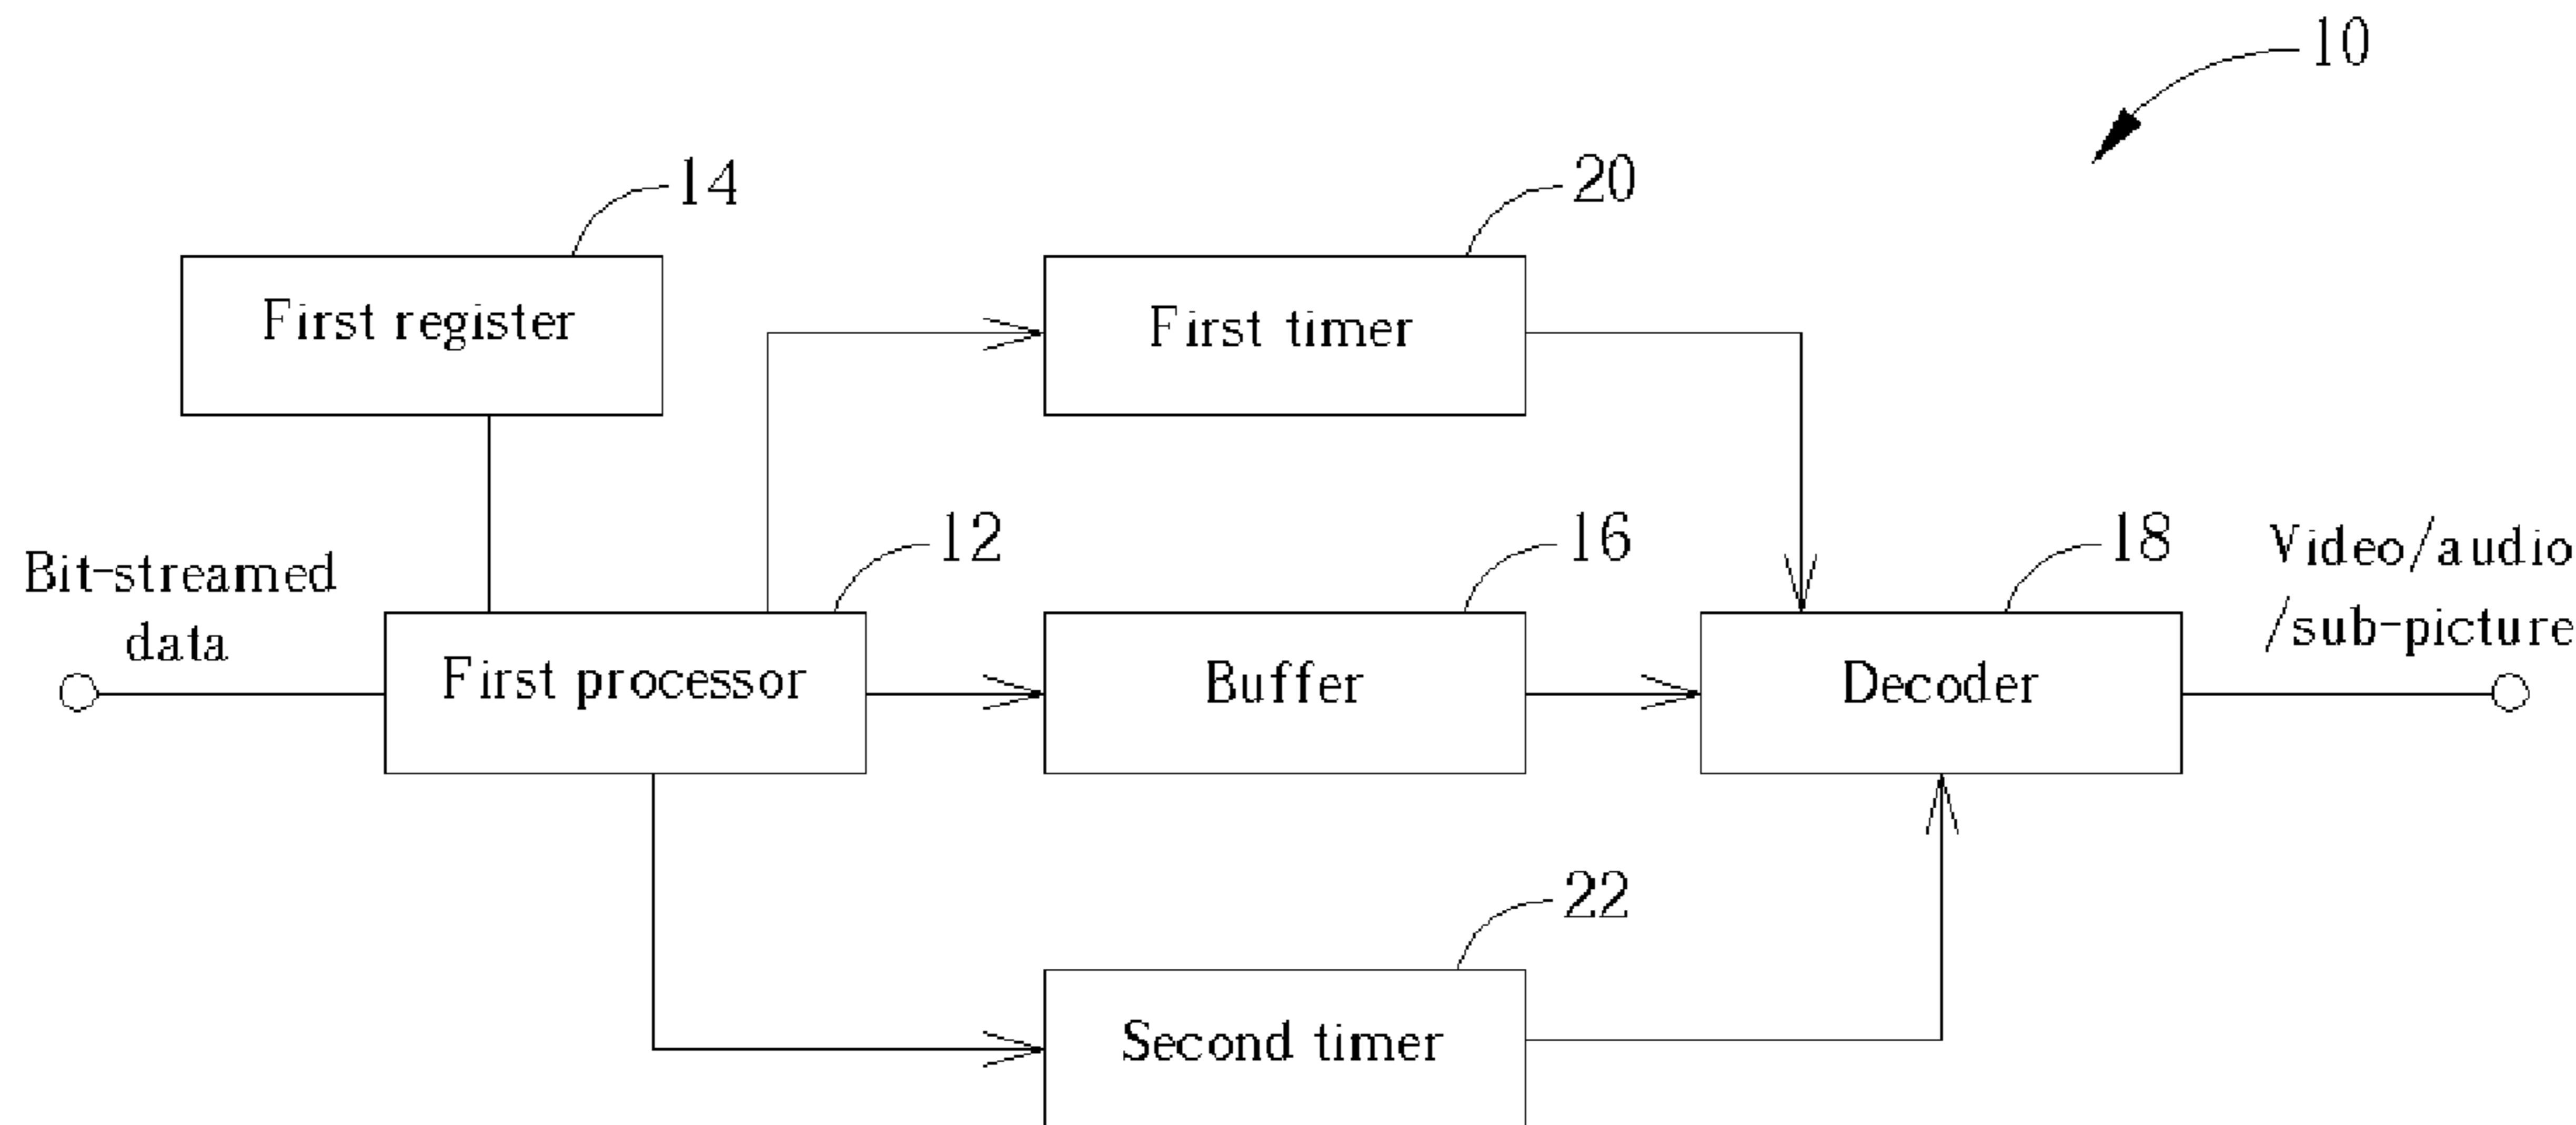 10
14
20
First register
First timer
12
16
18
Bit-streamed
data
Video/audio
/sub-picture
First processor
Buffer
Decoder
22
Second timer